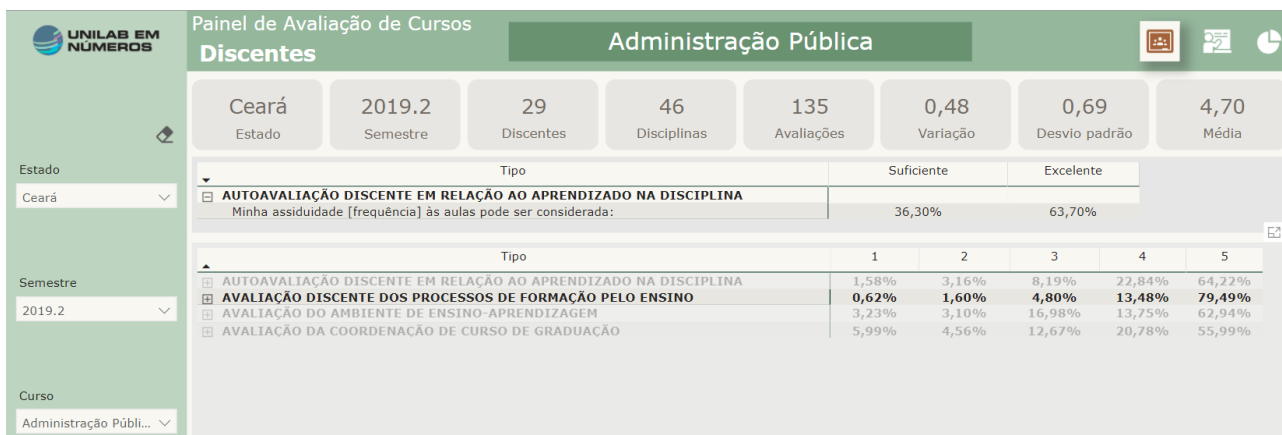 UNILAB EM
NÚMEROS
Painel de Avaliação de Cursos
Discentes
Administração Pública
Ceará 2019.2 29 46 135 0,48 0,69 4,70
Estado Semestre Discentes Disciplinas Avaliações Variação Desvio padrão Média
Estado
Ceará
Semestre
2019.2
Curso
Administração Públi...
Tipo Suficiente Excelente
AUTOAVALIAÇÃO DISCENTE EM RELAÇÃO AO APRENDIZADO NA DISCIPLINA
Minha assiduidade [frequência] às aulas pode ser considerada: 36,30% 63,70%
Tipo 1 2 3 4 5
AUTOAVALIAÇÃO DISCENTE EM RELAÇÃO AO APRENDIZADO NA DISCIPLINA 1,58% 3,16% 8,19% 22,84% 64,22%
AVALIAÇÃO DISCENTE DOS PROCESSOS DE FORMAÇÃO PELO ENSINO 0,62% 1,60% 4,80% 13,48% 79,49%
AVALIAÇÃO DO AMBIENTE DE ENSINO-APRENDIZAGEM 3,23% 3,10% 16,98% 13,75% 62,94%
AVALIAÇÃO DA COORDENAÇÃO DE CURSO DE GRADUAÇÃO 5,99% 4,56% 12,67% 20,78% 55,99%